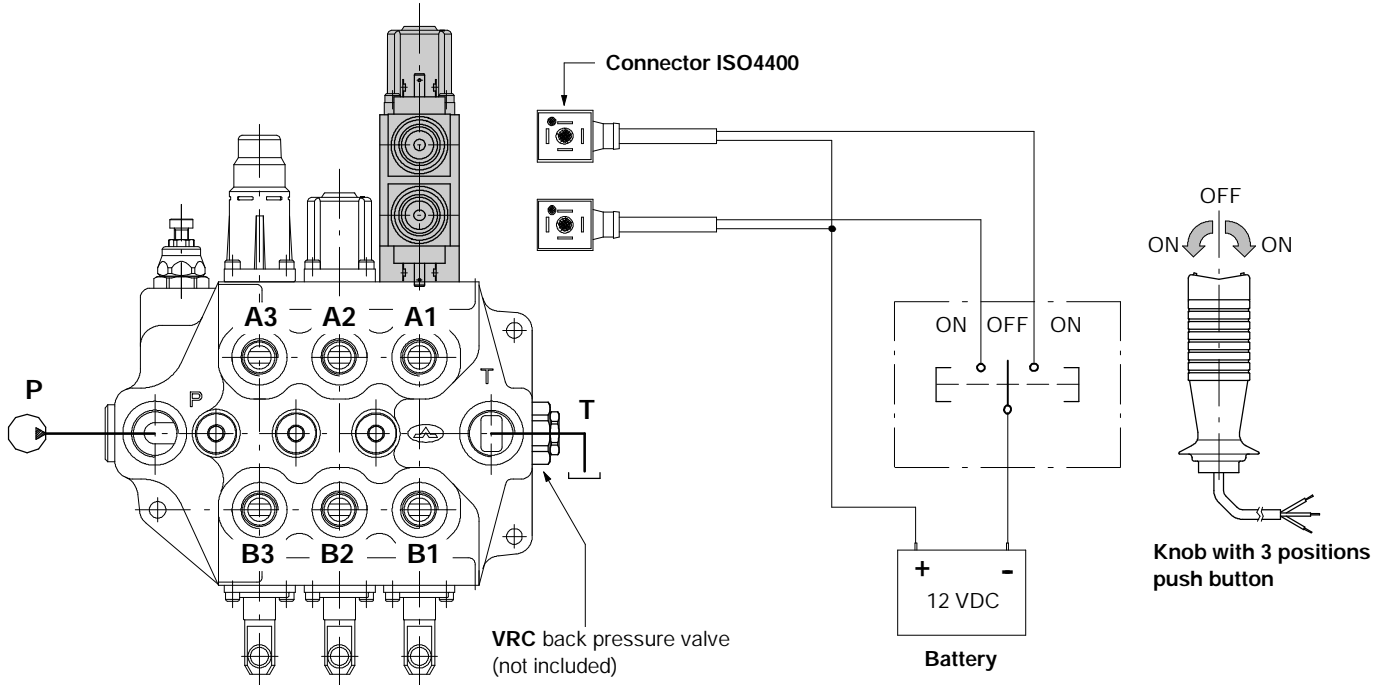 Connector ISO4400
OFF
ON ON
ON OFF ON
A3 A2 A1
P
P
T
T
B3 B2 B1
+ -
12 VDC
Battery
VRC back pressure valve
(not included)
Knob with 3 positions
push button